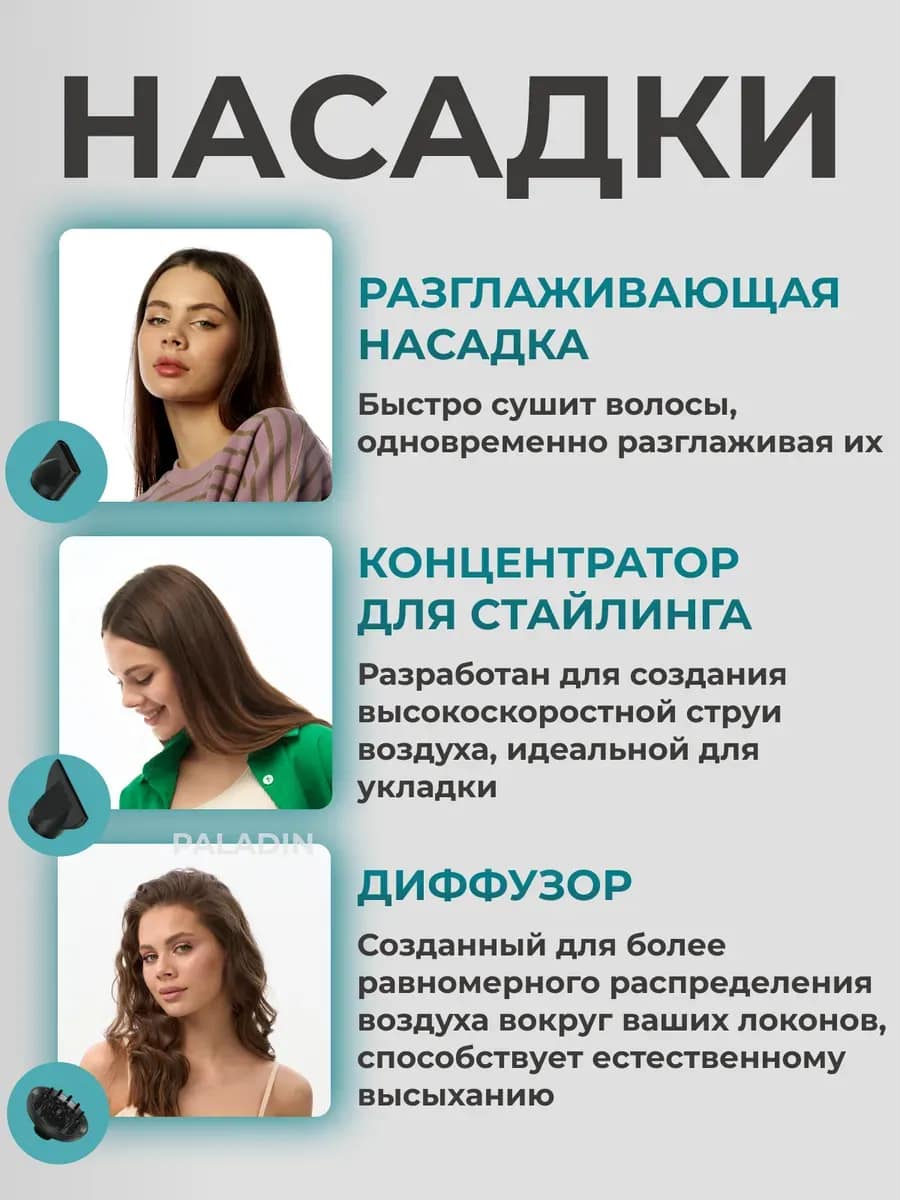 НАСАДКИ
РАЗГЛАЖИВАЮЩАЯ
НАСАДКА
Быстро сушит волосы,
одновременно разглаживая их
КОНЦЕНТРАТОР
ДЛЯ СТАЙЛИНГА
Разработан для создания
высокоскоростной струи
воздуха, идеальной для
укладки
PALADIN
ДИФФУЗОР
Созданный для более
равномерного распределения
воздуха вокруг ваших локонов,
способствует естественному
высыханию